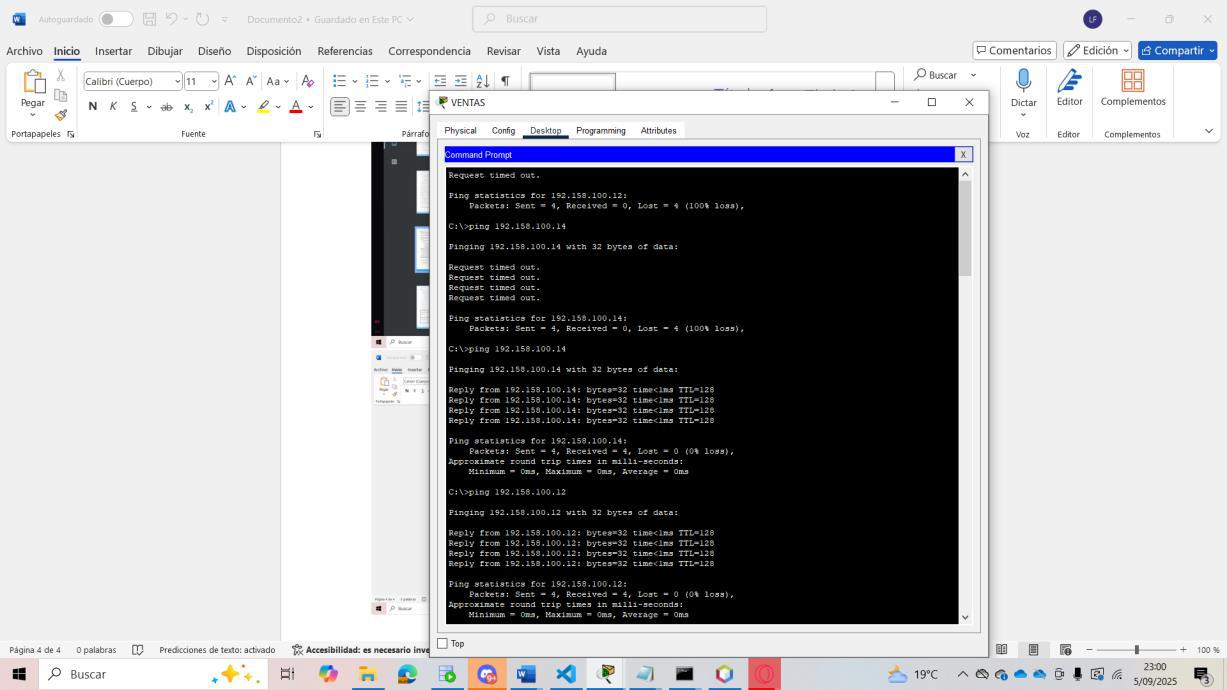 Autoguardado
Documento2 • Guardado en Este PC
Buscar
LF
Archivo Inicio Insertar Dibujar Diseño Disposición Referencias Correspondencia Revisar Vista Ayuda
Comentarios Edición Compartir
Pegar
Calibri (Cuerpo) 11
Aa
N K S ab x₂ x² A A
Buscar
Dictar
Editor
Complementos
Portapapeles
Fuente
Párrafo
Voz
Editor
Complementos
VENTAS
Physical Config Desktop Programming Attributes
Command Prompt X
Request timed out.
Ping statistics for 192.158.100.12:
Packets: Sent = 4, Received = 0, Lost = 4 (100% loss),
C:\>ping 192.158.100.14
Pinging 192.158.100.14 with 32 bytes of data:
Request timed out.
Request timed out.
Request timed out.
Request timed out.
Ping statistics for 192.158.100.14:
Packets: Sent = 4, Received = 0, Lost = 4 (100% loss),
C:\>ping 192.158.100.14
Pinging 192.158.100.14 with 32 bytes of data:
Reply from 192.158.100.14: bytes=32 time<1ms TTL=128
Reply from 192.158.100.14: bytes=32 time<1ms TTL=128
Reply from 192.158.100.14: bytes=32 time<1ms TTL=128
Reply from 192.158.100.14: bytes=32 time<1ms TTL=128
Ping statistics for 192.158.100.14:
Packets: Sent = 4, Received = 4, Lost = 0 (0% loss),
Approximate round trip times in milli-seconds:
Minimum = 0ms, Maximum = 0ms, Average = 0ms
C:\>ping 192.158.100.12
Pinging 192.158.100.12 with 32 bytes of data:
Reply from 192.158.100.12: bytes=32 time<1ms TTL=128
Reply from 192.158.100.12: bytes=32 time<1ms TTL=128
Reply from 192.158.100.12: bytes=32 time<1ms TTL=128
Reply from 192.158.100.12: bytes=32 time<1ms TTL=128
Ping statistics for 192.158.100.12:
Packets: Sent = 4, Received = 4, Lost = 0 (0% loss),
Approximate round trip times in milli-seconds:
Minimum = 0ms, Maximum = 0ms, Average = 0ms
Top
Buscar
Archivo Inicio Insertar
Pegar
Portapapeles
Buscar
Página 4 de 4 0 palabras Predicciones de texto: activado Accesibilidad: es necesario inve
100 %
Buscar
19°C
23:00
5/09/2025
3